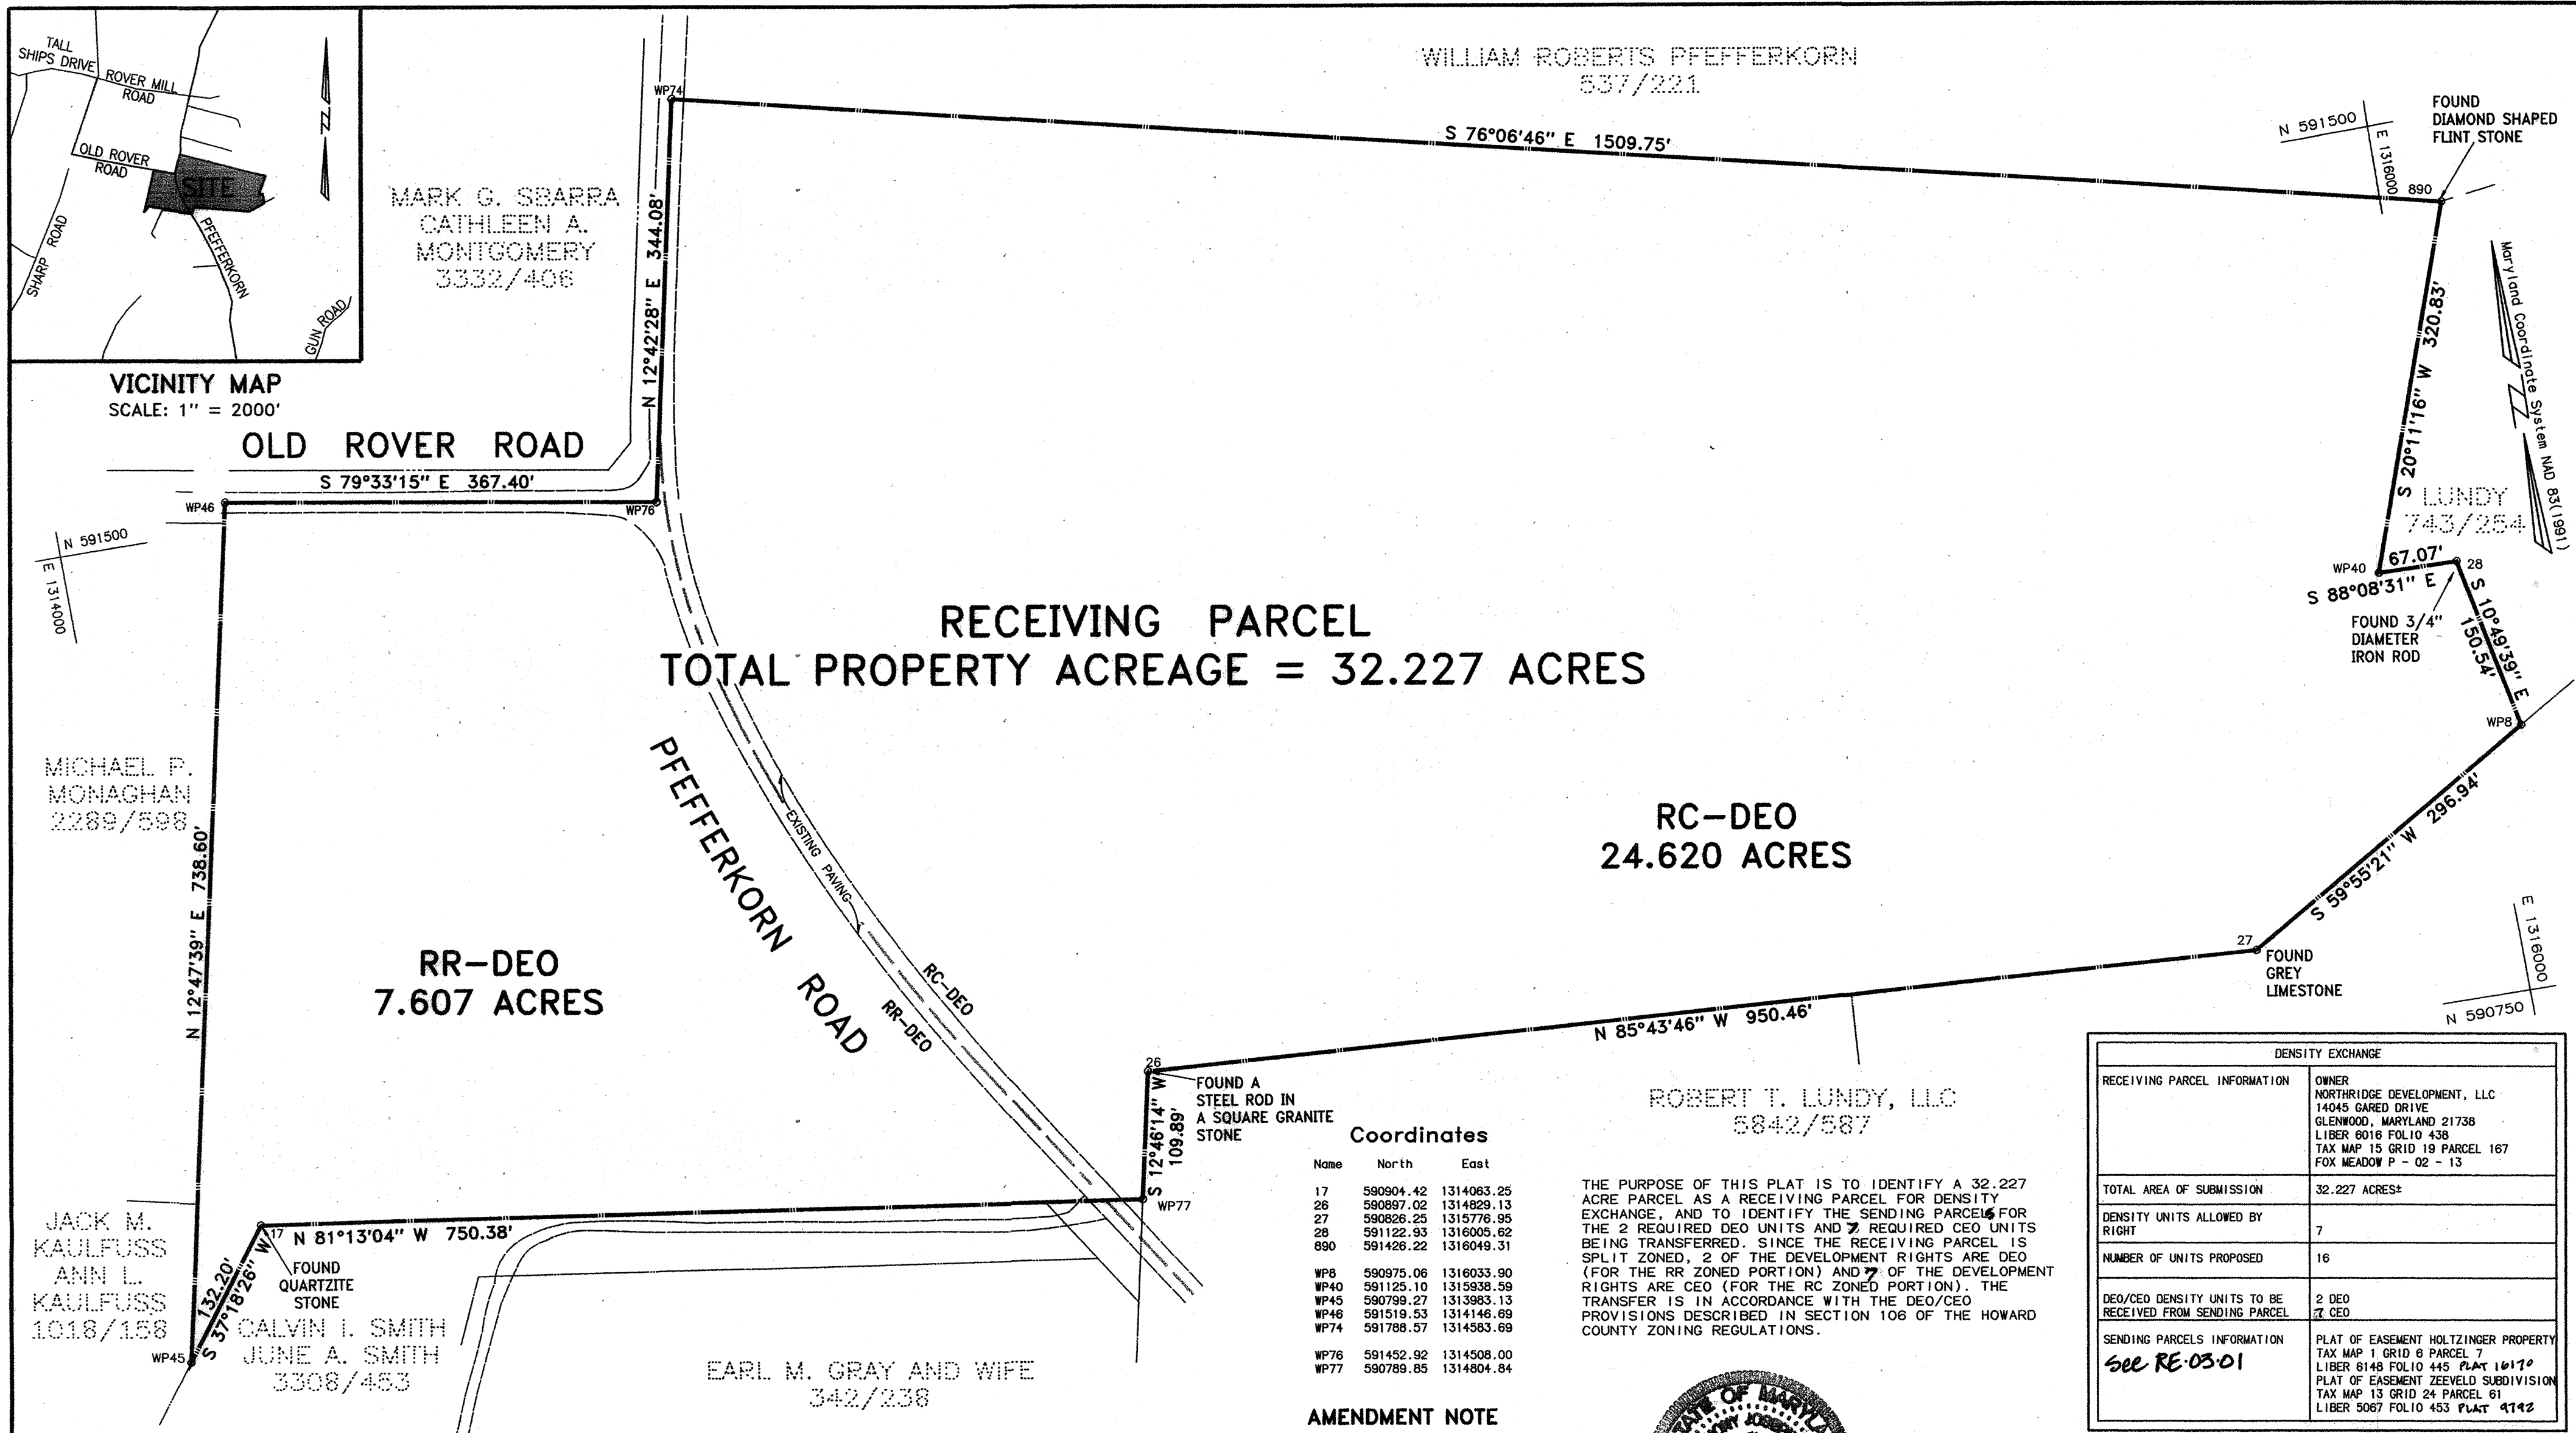 TALL
SHIPS DRIVE
ROVER MILL
ROAD
OLD ROVER
ROAD
SITE
SHARP ROAD
PFEFFERKORN
GUN ROAD
VICINITY MAP
SCALE: 1" = 2000'
WILLIAM ROBERTS PFEFFERKORN
537/221
WP74
S 76°06'46" E 1509.75'
N 591500
E 1316000
FOUND
DIAMOND SHAPED
FLINT STONE
890
MARK G. SBARRA
CATHLEEN A.
MONTGOMERY
3332/406
N 12°42'28" E 344.08'
S 20°11'16" W 320.83'
Maryland Coordinate System NAD 83(1991)
OLD ROVER ROAD
S 79°33'15" E 367.40'
WP46
WP76
N 591500
E 1314000
LUNDY
743/254
WP40
67.07'
28
S 88°08'31" E
S 10°49'39" E
150.54'
FOUND 3/4"
DIAMETER
IRON ROD
WP8
RECEIVING PARCEL
TOTAL PROPERTY ACREAGE = 32.227 ACRES
MICHAEL P.
MONAGHAN
2289/598
N 12°47'39" E 738.60'
PFEFFERKORN ROAD
EXISTING PAVING
RC-DEO
24.620 ACRES
S 59°55'21" W 296.94'
27
FOUND
GREY
LIMESTONE
E 1316000
N 590750
RR-DEO
7.607 ACRES
RC-DEO
RR-DEO
N 85°43'46" W 950.46'
26
FOUND A
STEEL ROD IN
A SQUARE GRANITE
STONE
S 12°46'14" W
109.89'
WP77
ROBERT T. LUNDY, LLC
5842/587
JACK M.
KAULFUSS
ANN L.
KAULFUSS
1018/158
17
N 81°13'04" W 750.38'
FOUND
QUARTZITE
STONE
132.20'
S 37°18'26" W
WP45
CALVIN I. SMITH
JUNE A. SMITH
3308/453
EARL M. GRAY AND WIFE
342/238
Coordinates
Name North East
17 590904.42 1314063.25
26 590897.02 1314829.13
27 590826.25 1315776.95
28 591122.93 1316005.62
890 591426.22 1316049.31
WP8 590975.06 1316033.90
WP40 591125.10 1315938.59
WP45 590799.27 1313983.13
WP46 591519.53 1314146.69
WP74 591788.57 1314583.69
WP76 591452.92 1314508.00
WP77 590789.85 1314804.84
AMENDMENT NOTE
THE PURPOSE OF THIS PLAT IS TO IDENTIFY A 32.227
ACRE PARCEL AS A RECEIVING PARCEL FOR DENSITY
EXCHANGE, AND TO IDENTIFY THE SENDING PARCELS FOR
THE 2 REQUIRED DEO UNITS AND 7 REQUIRED CEO UNITS
BEING TRANSFERRED. SINCE THE RECEIVING PARCEL IS
SPLIT ZONED, 2 OF THE DEVELOPMENT RIGHTS ARE DEO
(FOR THE RR ZONED PORTION) AND 7 OF THE DEVELOPMENT
RIGHTS ARE CEO (FOR THE RC ZONED PORTION). THE
TRANSFER IS IN ACCORDANCE WITH THE DEO/CEO
PROVISIONS DESCRIBED IN SECTION 106 OF THE HOWARD
COUNTY ZONING REGULATIONS.
STATE OF MARYLAND
DENSITY EXCHANGE
RECEIVING PARCEL INFORMATION
OWNER
NORTHRIDGE DEVELOPMENT, LLC
14045 GARED DRIVE
GLENWOOD, MARYLAND 21738
LIBER 6016 FOLIO 438
TAX MAP 15 GRID 19 PARCEL 167
FOX MEADOW P - 02 - 13
TOTAL AREA OF SUBMISSION
32.227 ACRES±
DENSITY UNITS ALLOWED BY
RIGHT
7
NUMBER OF UNITS PROPOSED
16
DEO/CEO DENSITY UNITS TO BE
RECEIVED FROM SENDING PARCEL
2 DEO
7 CEO
SENDING PARCELS INFORMATION
See RE-03-01
PLAT OF EASEMENT HOLTZINGER PROPERTY
TAX MAP 1 GRID 6 PARCEL 7
LIBER 6148 FOLIO 445 PLAT 16170
PLAT OF EASEMENT ZEEVELD SUBDIVISION
TAX MAP 13 GRID 24 PARCEL 61
LIBER 5067 FOLIO 453 PLAT 9792